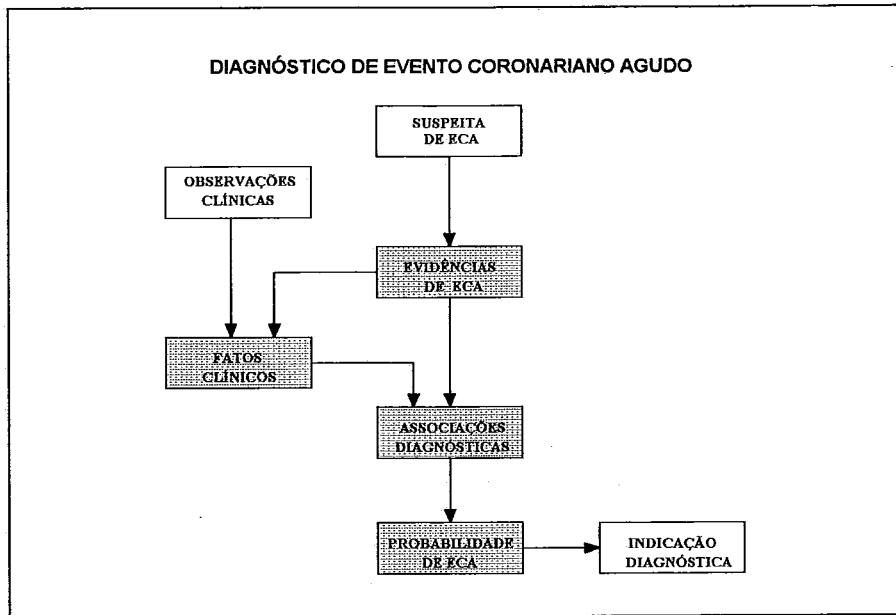 DIAGNÓSTICO DE EVENTO CORONARIANO AGUDO
SUSPEITA
DE ECA
OBSERVAÇÕES
CLÍNICAS
EVIDÊNCIAS
DE ECA
FATOS
CLÍNICOS
ASSOCIAÇÕES
DIAGNÓSTICAS
PROBABILIDADE
DE ECA
INDICAÇÃO
DIAGNÓSTICA